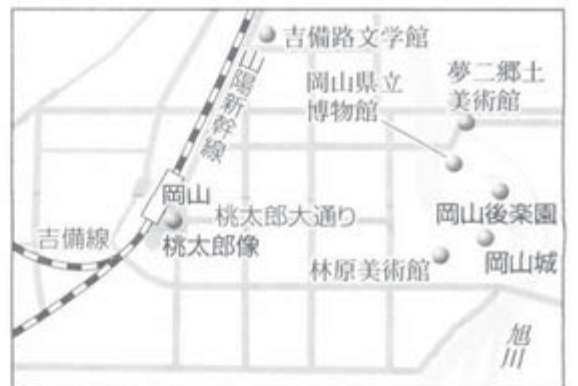 吉備路文学館
山陽新幹線
岡山県立
博物館
夢二郷土
美術館
岡山
桃太郎大通り
桃太郎像
吉備線
岡山後楽園
岡山城
林原美術館
旭川